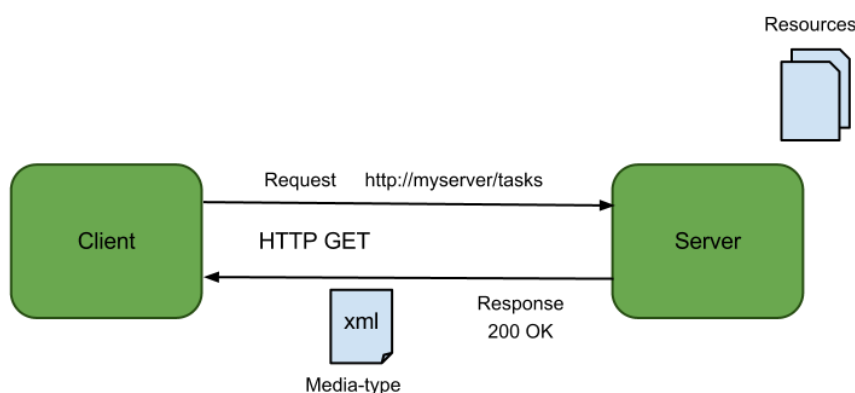 Resources
Request http://myserver/tasks
Client
HTTP GET
Server
Response
200 OK
xml
Media-type